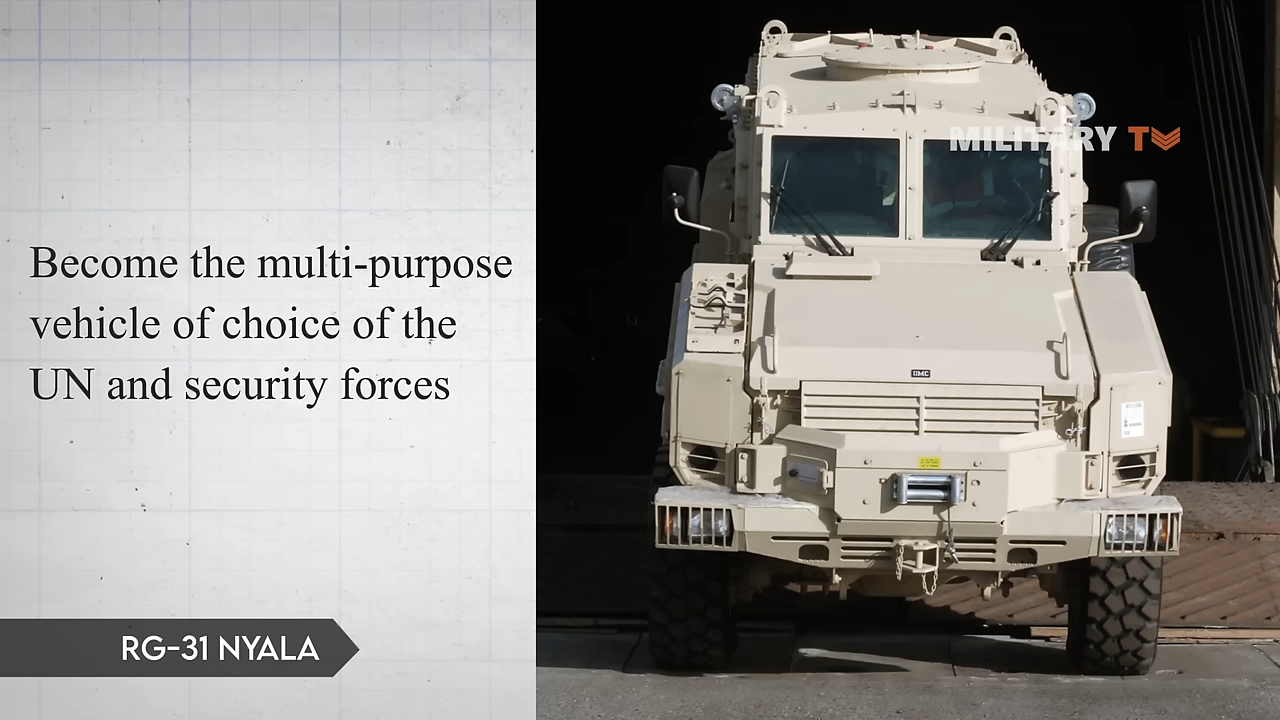 Become the multi-purpose
vehicle of choice of the
UN and security forces
RG-31 NYALA
MILITARY TV
OMC